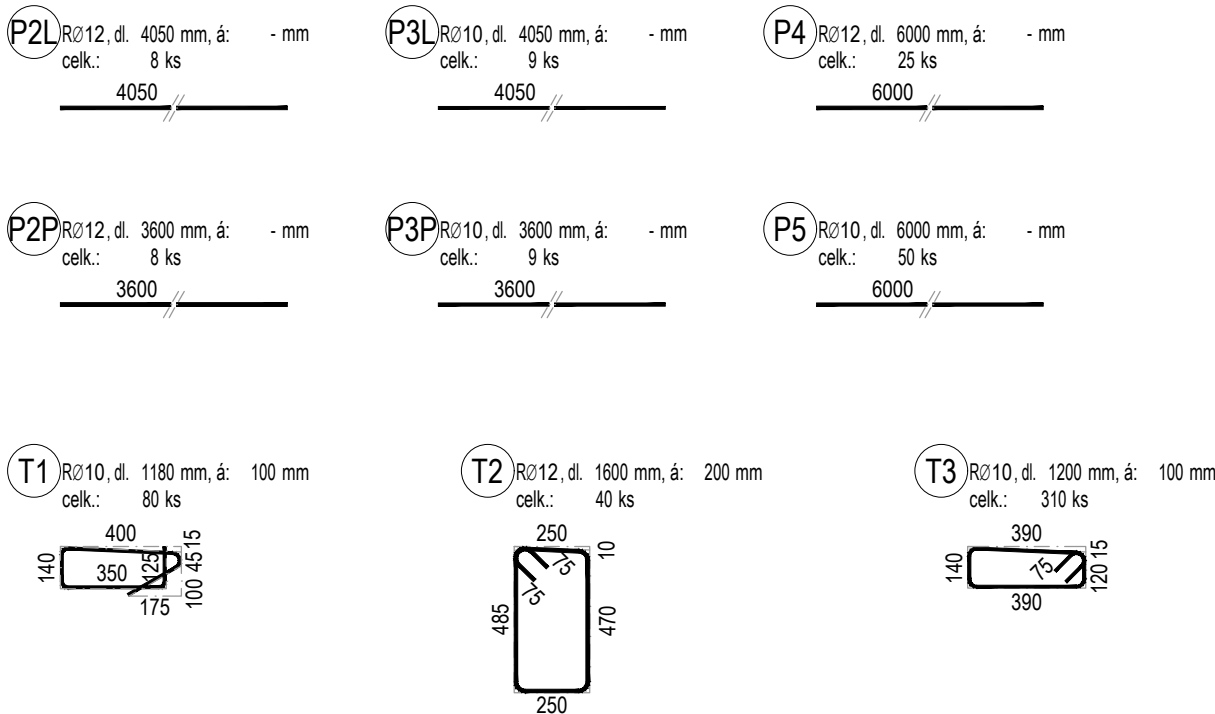 P2L RØ12, dl. 4050 mm, á: - mm
celk.: 8 ks
4050
P3L RØ10, dl. 4050 mm, á: - mm
celk.: 9 ks
4050
P4 RØ12, dl. 6000 mm, á: - mm
celk.: 25 ks
6000
P2P RØ12, dl. 3600 mm, á: - mm
celk.: 8 ks
3600
P3P RØ10, dl. 3600 mm, á: - mm
celk.: 9 ks
3600
P5 RØ10, dl. 6000 mm, á: - mm
celk.: 50 ks
6000
T1 RØ10, dl. 1180 mm, á: 100 mm
celk.: 80 ks
400
15
140
350
125
45
100
175
T2 RØ12, dl. 1600 mm, á: 200 mm
celk.: 40 ks
250
10
75
75
485
470
250
T3 RØ10, dl. 1200 mm, á: 100 mm
celk.: 310 ks
390
15
140
75
120
390